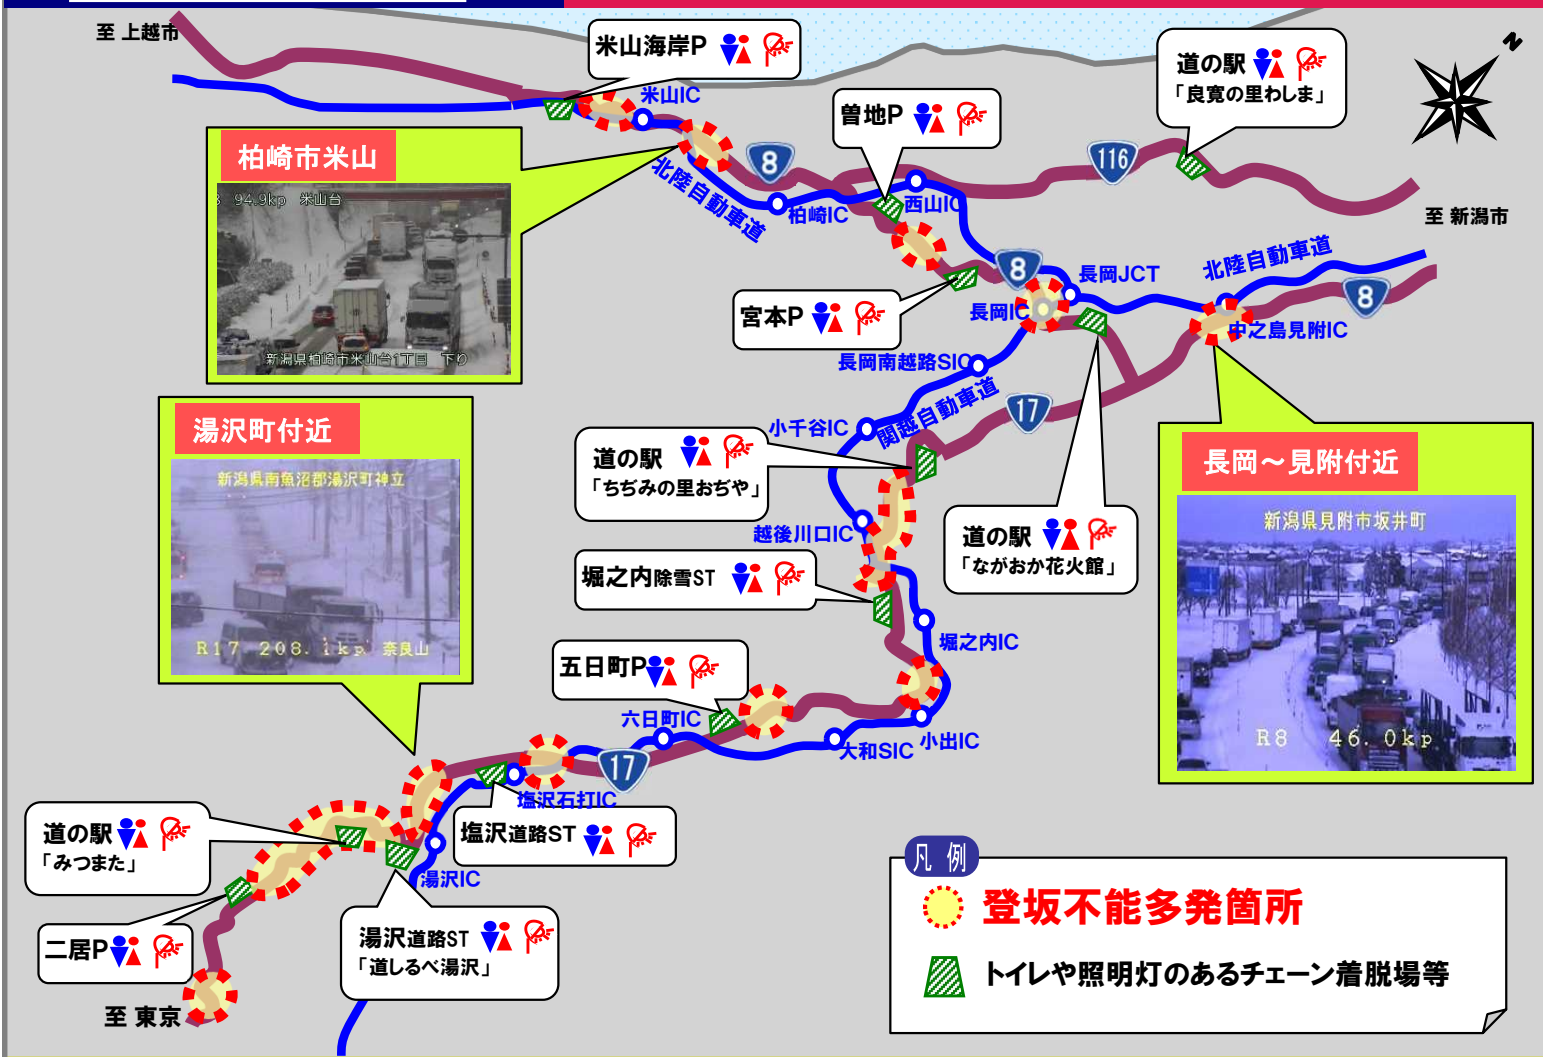 至 上越市
米山海岸P
米山IC
曽地P
道の駅
「良寛の里わしま」
N
柏崎市米山
94.9kp 米山台
新潟県柏崎市米山台1丁目 下り
8
116
北陸自動車道
柏崎IC
西山IC
至 新潟市
北陸自動車道
8
長岡JCT
8
宮本P
長岡IC
中之島見附IC
長岡南越路SIC
関越自動車道
17
小千谷IC
湯沢町付近
新潟県南魚沼郡湯沢町神立
R17 208.1kp 奈良山
道の駅
「ちぢみの里おぢや」
長岡～見附付近
新潟県見附市坂井町
R8 46.0kp
越後川口IC
道の駅
「ながおか花火館」
堀之内除雪ST
堀之内IC
五日町P
六日町IC
大和SIC
小出IC
17
塩沢石打IC
塩沢道路ST
道の駅
「みつまた」
湯沢IC
二居P
湯沢道路ST
「道しるべ湯沢」
至 東京
凡 例
登坂不能多発箇所
トイレや照明灯のあるチェーン着脱場等